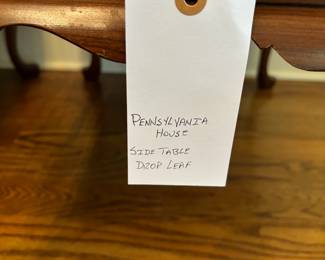 PENNSYLVANIA
HOUSE
SIDE TABLE
DROP LEAF